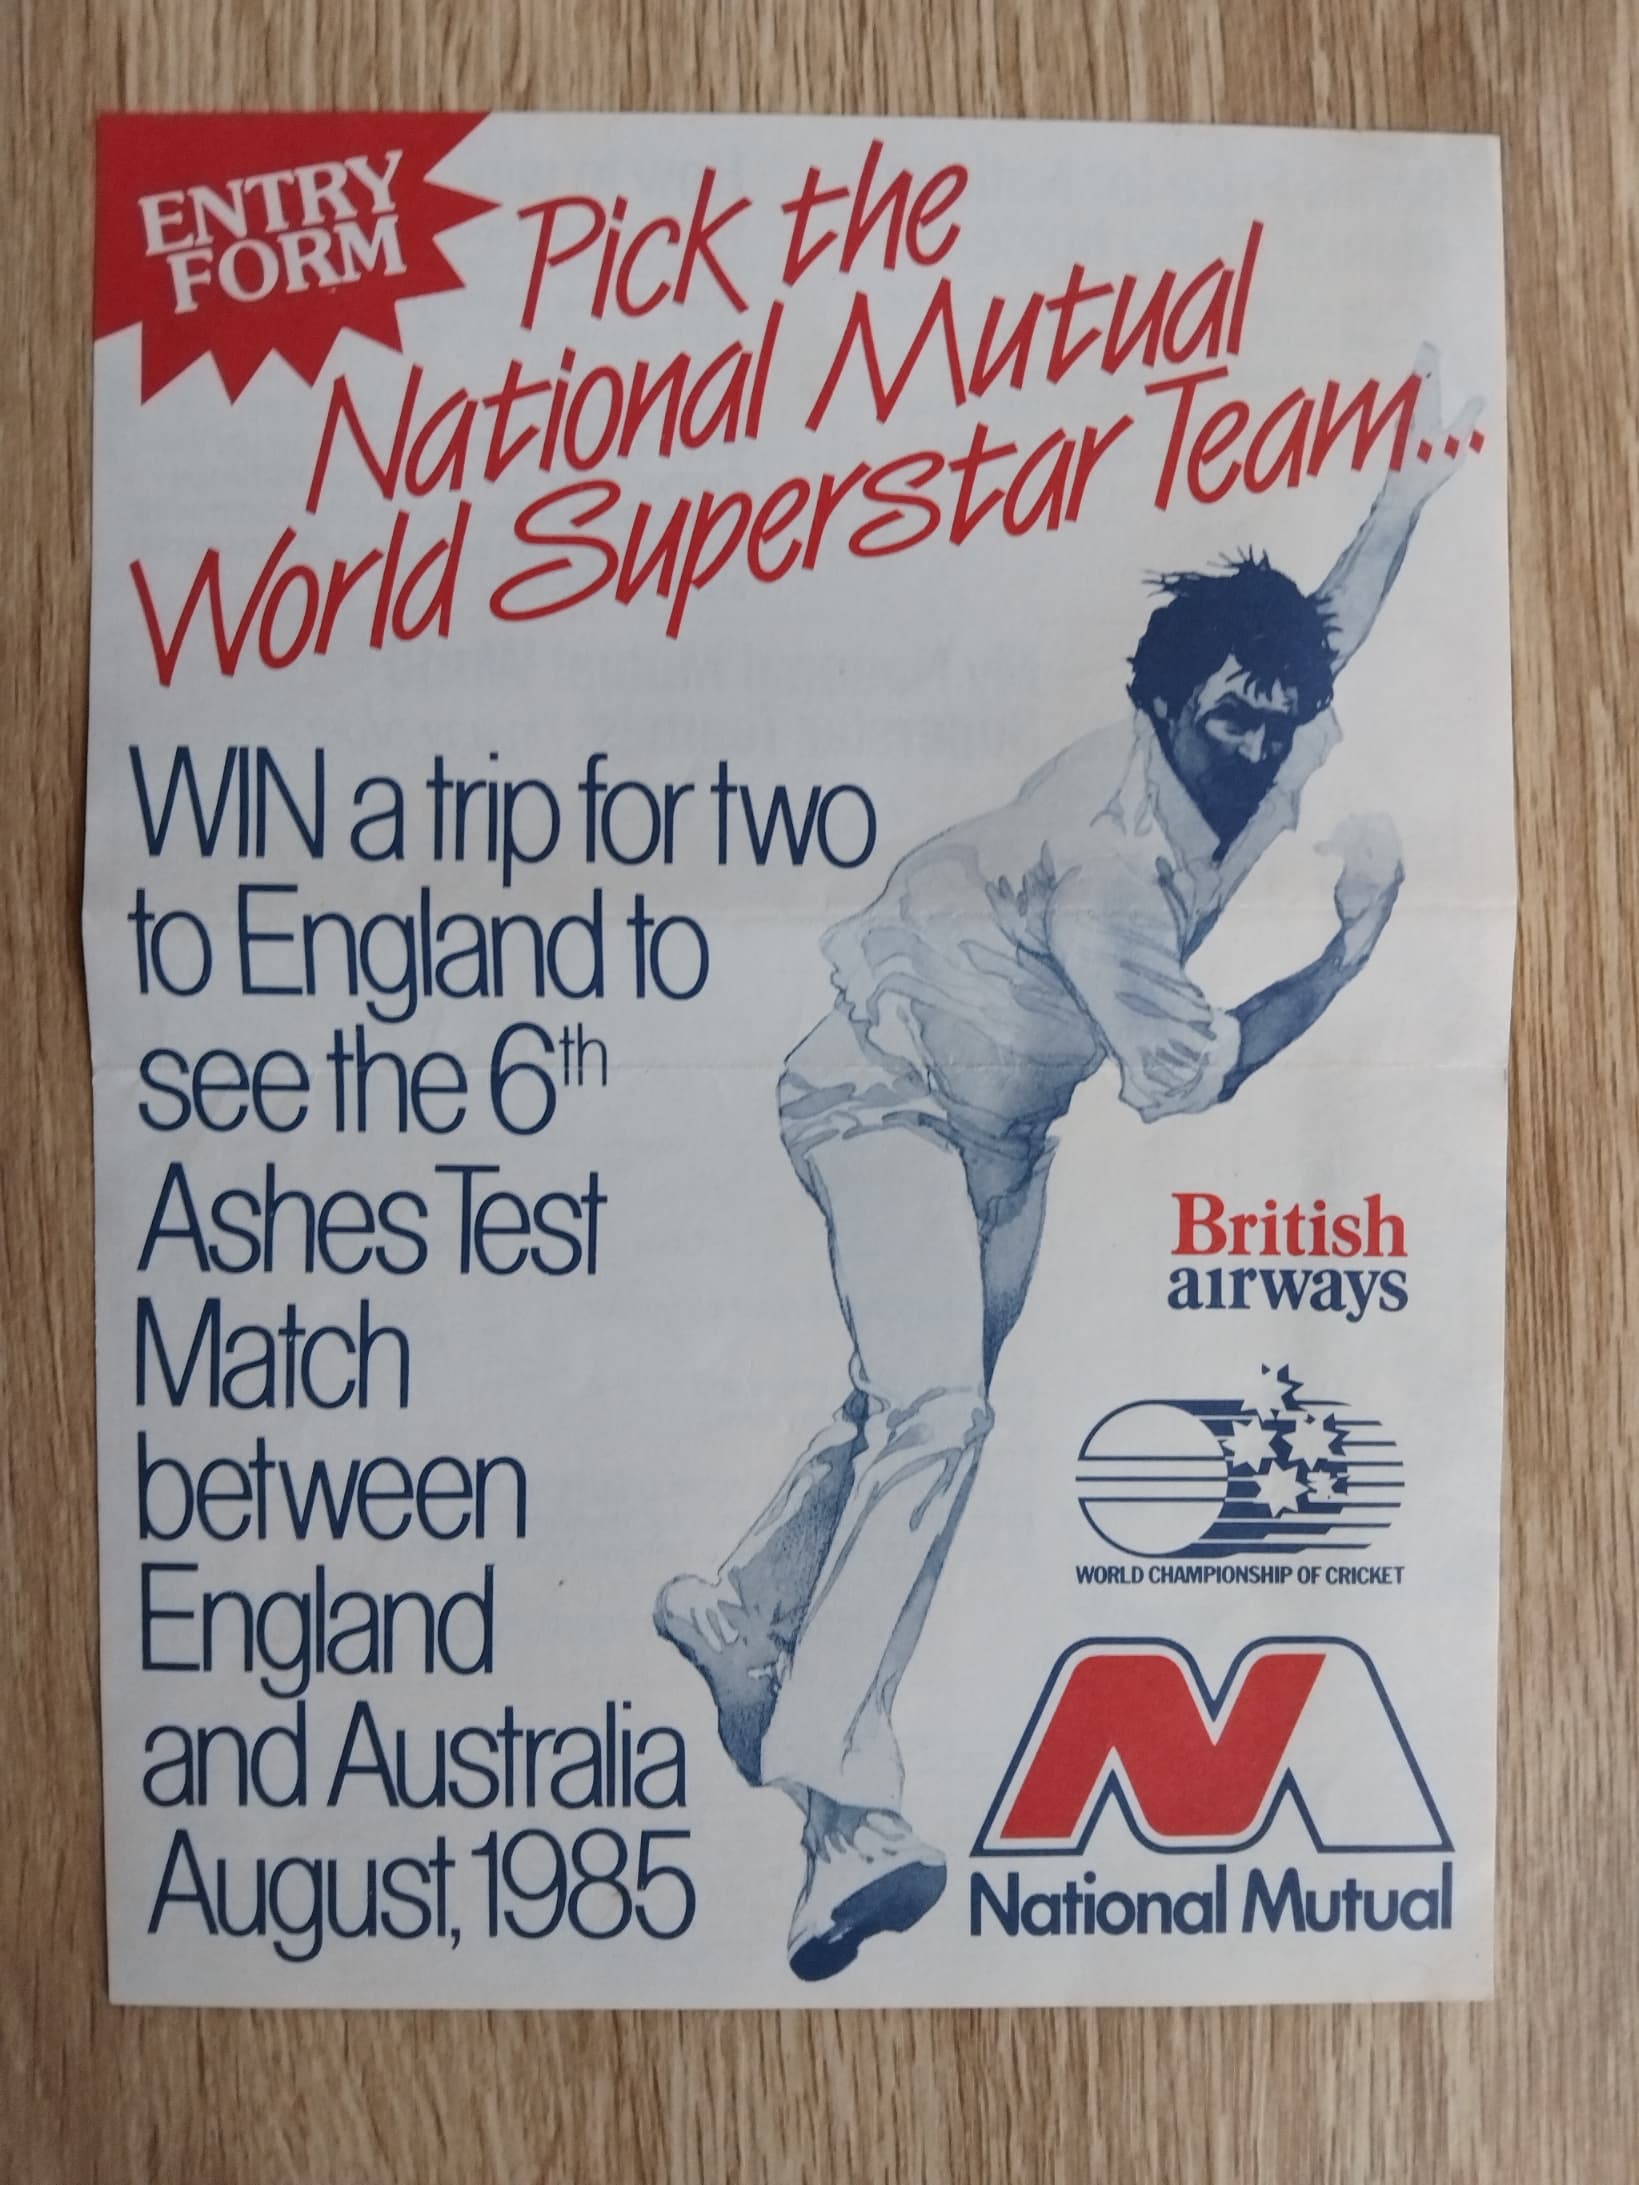 ENTRY
FORM
Pick the
National Mutual
World Superstar Team...
WIN a trip for two
to England to
see the 6th
Ashes Test
Match
between
England
and Australia
August, 1985
British
airways
WORLD CHAMPIONSHIP OF CRICKET
National Mutual